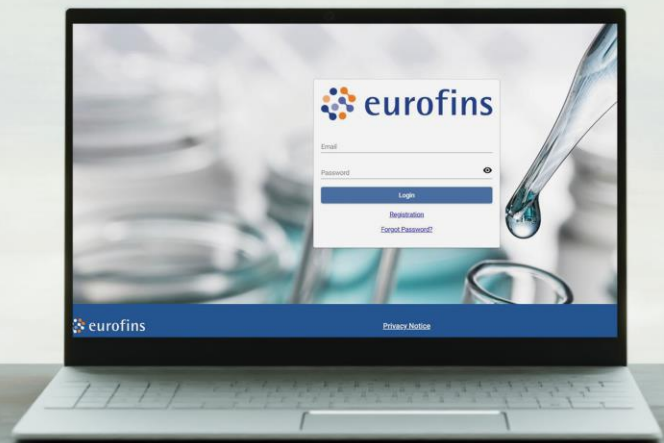 eurofins
Email
Password
Login
Registration
Forgot Password?
eurofins
Privacy Notice